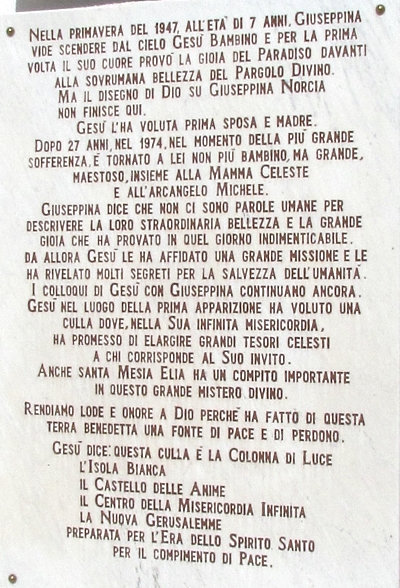 NELLA PRIMAVERA DEL 1947, ALL'ETÀ DI 7 ANNI, GIUSEPPINA
VIDE SCENDERE DAL CIELO GESÙ BAMBINO E PER LA PRIMA
VOLTA IL SUO CUORE PROVÒ LA GIOIA DEL PARADISO DAVANTI
ALLA SOVRUMANA BELLEZZA DEL PARGOLO DIVINO.
MA IL DISEGNO DI DIO SU GIUSEPPINA NORCIA
NON FINISCE QUI.
GESÙ L'HA VOLUTA PRIMA SPOSA E MADRE.
DOPO 27 ANNI, NEL 1974, NEL MOMENTO DELLA PIÙ GRANDE
SOFFERENZA, È TORNATO A LEI NON PIÙ BAMBINO, MA GRANDE,
MAESTOSO, INSIEME ALLA MAMMA CELESTE
E ALL'ARCANGELO MICHELE.
GIUSEPPINA DICE CHE NON CI SONO PAROLE UMANE PER
DESCRIVERE LA LORO STRAORDINARIA BELLEZZA E LA GRANDE
GIOIA CHE HA PROVATO IN QUEL GIORNO INDIMENTICABILE.
DA ALLORA GESÙ LE HA AFFIDATO UNA GRANDE MISSIONE E LE
HA RIVELATO MOLTI SEGRETI PER LA SALVEZZA DELL'UMANITÀ.
I COLLOQUI DI GESÙ CON GIUSEPPINA CONTINUANO ANCORA.
GESÙ NEL LUOGO DELLA PRIMA APPARIZIONE HA VOLUTO UNA
CULLA DOVE, NELLA SUA INFINITA MISERICORDIA,
HA PROMESSO DI ELARGIRE GRANDI TESORI CELESTI
A CHI CORRISPONDE AL SUO INVITO.
ANCHE SANTA MESIA ELIA HA UN COMPITO IMPORTANTE
IN QUESTO GRANDE MISTERO DIVINO.
RENDIAMO LODE E ONORE A DIO PERCHÈ HA FATTO DI QUESTA
TERRA BENEDETTA UNA FONTE DI PACE E DI PERDONO.
GESÙ DICE: QUESTA CULLA È LA COLONNA DI LUCE
L'ISOLA BIANCA
IL CASTELLO DELLE ANIME
IL CENTRO DELLA MISERICORDIA INFINITA
LA NUOVA GERUSALEMME
PREPARATA PER L'ERA DELLO SPIRITO SANTO
PER IL COMPIMENTO DI PACE.